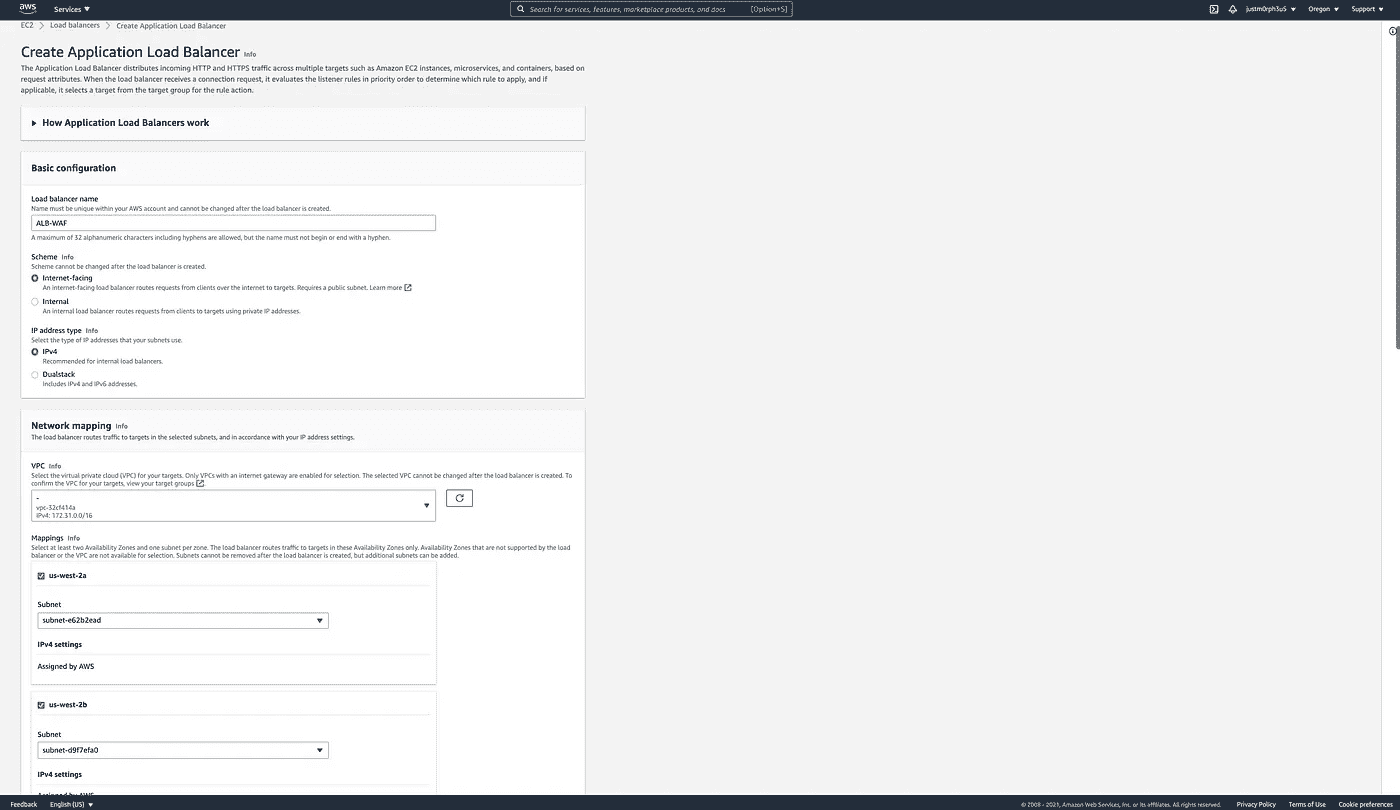 aws
Services
Search for services, features, marketplace products, and docs
[Option+S]
justm0rph3u5
Oregon
Support
EC2
Load balancers
Create Application Load Balancer
Create Application Load Balancer Info
The Application Load Balancer distributes incoming HTTP and HTTPS traffic across multiple targets such as Amazon EC2 instances, microservices, and containers, based on
request attributes. When the load balancer receives a connection request, it evaluates the listener rules in priority order to determine which rule to apply, and if
applicable, it selects a target from the target group for the rule action.
How Application Load Balancers work
Basic configuration
Load balancer name
Name must be unique within your AWS account and cannot be changed after the load balancer is created.
ALB-WAF
A maximum of 32 alphanumeric characters including hyphens are allowed, but the name must not begin or end with a hyphen.
Scheme Info
Scheme cannot be changed after the load balancer is created.
Internet-facing
An internet-facing load balancer routes requests from clients over the internet to targets. Requires a public subnet. Learn more
Internal
An internal load balancer routes requests from clients to targets using private IP addresses.
IP address type Info
Select the type of IP addresses that your subnets use.
IPv4
Recommended for internal load balancers.
Dualstack
Includes IPv4 and IPv6 addresses.
Network mapping Info
The load balancer routes traffic to targets in the selected subnets, and in accordance with your IP address settings.
VPC Info
Select the virtual private cloud (VPC) for your targets. Only VPCs with an internet gateway are enabled for selection. The selected VPC cannot be changed after the load balancer is created. To
confirm the VPC for your targets, view your target groups
-
vpc-32cf414a
IPv4: 172.31.0.0/16
Mappings Info
Select at least two Availability Zones and one subnet per zone. The load balancer routes traffic to targets in these Availability Zones only. Availability Zones that are not supported by the load
balancer or the VPC are not available for selection. Subnets cannot be removed after the load balancer is created, but additional subnets can be added.
us-west-2a
Subnet
subnet-e62b2ead
IPv4 settings
Assigned by AWS
us-west-2b
Subnet
subnet-d9f7efa0
IPv4 settings
Assigned by AWS
Feedback
English (US)
© 2008 - 2021, Amazon Web Services, Inc. or its affiliates. All rights reserved.
Privacy Policy
Terms of Use
Cookie preferences